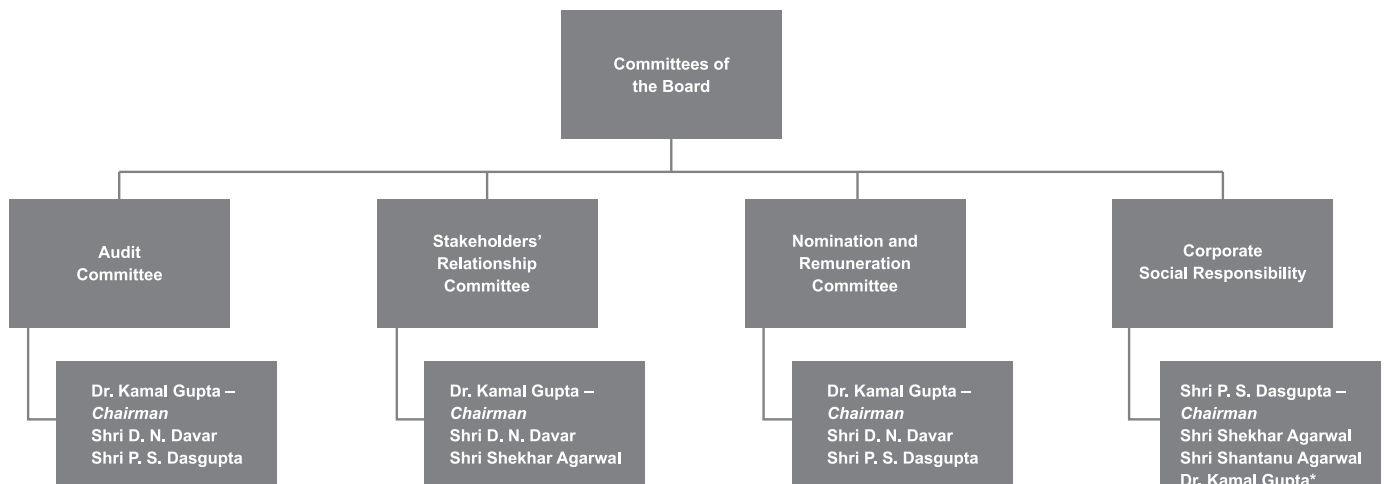 Committees of
the Board
Audit
Committee
Stakeholders’
Relationship
Committee
Nomination and
Remuneration
Committee
Corporate
Social Responsibility
Dr. Kamal Gupta –
Chairman
Shri D. N. Davar
Shri P. S. Dasgupta
Dr. Kamal Gupta –
Chairman
Shri D. N. Davar
Shri Shekhar Agarwal
Dr. Kamal Gupta –
Chairman
Shri D. N. Davar
Shri P. S. Dasgupta
Shri P. S. Dasgupta –
Chairman
Shri Shekhar Agarwal
Shri Shantanu Agarwal
Dr. Kamal Gupta*